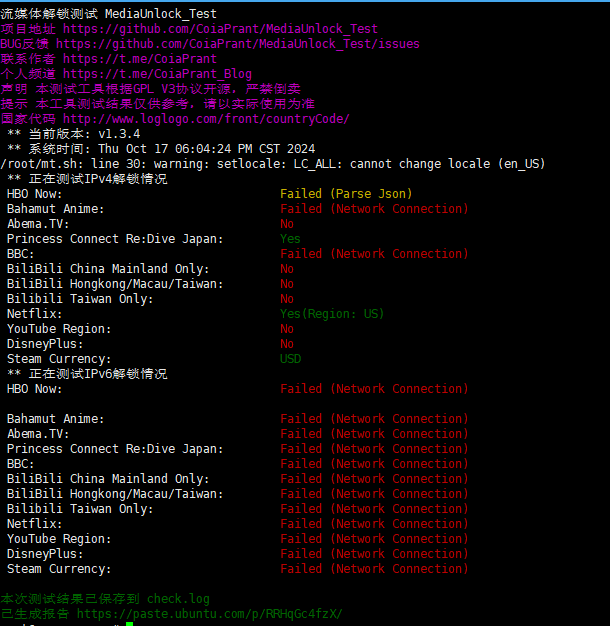 流媒体解锁测试 MediaUnlock_Test
项目地址 https://github.com/CoiaPrant/MediaUnlock_Test
BUG反馈 https://github.com/CoiaPrant/MediaUnlock_Test/issues
联系作者 https://t.me/CoiaPrant
个人频道 https://t.me/CoiaPrant_Blog
声明 本测试工具根据GPL V3协议开源，严禁倒卖
提示 本工具测试结果仅供参考，请以实际使用为准
国家代码 http://www.loglogo.com/front/countryCode/
** 当前版本: v1.3.4
** 系统时间: Thu Oct 17 06:04:24 PM CST 2024
/root/mt.sh: line 30: warning: setlocale: LC_ALL: cannot change locale (en_US)
** 正在测试IPv4解锁情况
HBO Now: Failed (Parse Json)
Bahamut Anime: Failed (Network Connection)
Abema.TV: No
Princess Connect Re:Dive Japan: Yes
BBC: Failed (Network Connection)
BiliBili China Mainland Only: No
BiliBili Hongkong/Macau/Taiwan: No
Bilibili Taiwan Only: No
Netflix: Yes(Region: US)
YouTube Region: No
DisneyPlus: No
Steam Currency: USD
** 正在测试IPv6解锁情况
HBO Now: Failed (Network Connection)
Bahamut Anime: Failed (Network Connection)
Abema.TV: Failed (Network Connection)
Princess Connect Re:Dive Japan: Failed (Network Connection)
BBC: Failed (Network Connection)
BiliBili China Mainland Only: Failed (Network Connection)
BiliBili Hongkong/Macau/Taiwan: Failed (Network Connection)
Bilibili Taiwan Only: Failed (Network Connection)
Netflix: Failed (Network Connection)
YouTube Region: Failed (Network Connection)
DisneyPlus: Failed (Network Connection)
Steam Currency: Failed (Network Connection)
本次测试结果已保存到 check.log
已生成报告 https://paste.ubuntu.com/p/RRHqGc4fzX/